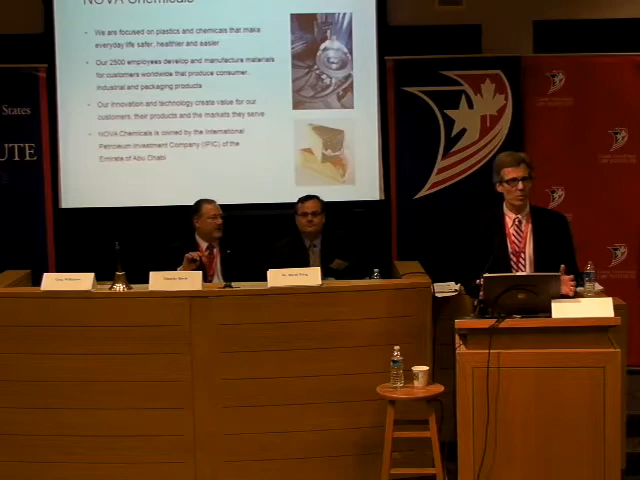 NOVA Chemicals
We are focused on plastics and chemicals that make
everyday life safer, healthier and easier
Our 2500 employees develop and manufacture materials
for customers worldwide that produce consumer,
industrial and packaging products
Our innovation and technology create value for our
customers, their products and the markets they serve
NOVA Chemicals is owned by the International
Petroleum Investment Company (IPIC) of the
Emirate of Abu Dhabi
States
UTE